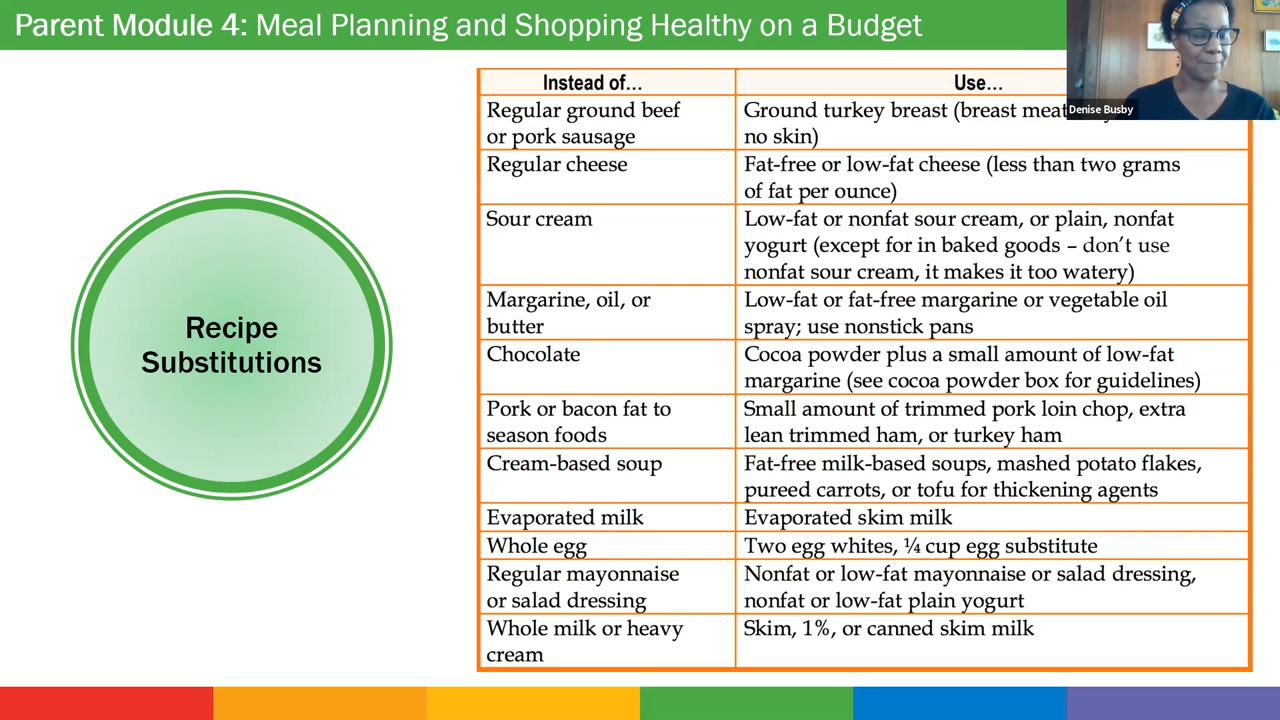 Parent Module 4: Meal Planning and Shopping Healthy on a Budget
Denise Busby
Recipe
Substitutions
Instead of… Use…
Regular ground beef Ground turkey breast (breast meat
or pork sausage no skin)
Regular cheese Fat-free or low-fat cheese (less than two grams
of fat per ounce)
Sour cream Low-fat or nonfat sour cream, or plain, nonfat
yogurt (except for in baked goods – don’t use
nonfat sour cream, it makes it too watery)
Margarine, oil, or Low-fat or fat-free margarine or vegetable oil
butter spray; use nonstick pans
Chocolate Cocoa powder plus a small amount of low-fat
margarine (see cocoa powder box for guidelines)
Pork or bacon fat to Small amount of trimmed pork loin chop, extra
season foods lean trimmed ham, or turkey ham
Cream-based soup Fat-free milk-based soups, mashed potato flakes,
pureed carrots, or tofu for thickening agents
Evaporated milk Evaporated skim milk
Whole egg Two egg whites, ¼ cup egg substitute
Regular mayonnaise Nonfat or low-fat mayonnaise or salad dressing,
or salad dressing nonfat or low-fat plain yogurt
Whole milk or heavy Skim, 1%, or canned skim milk
cream